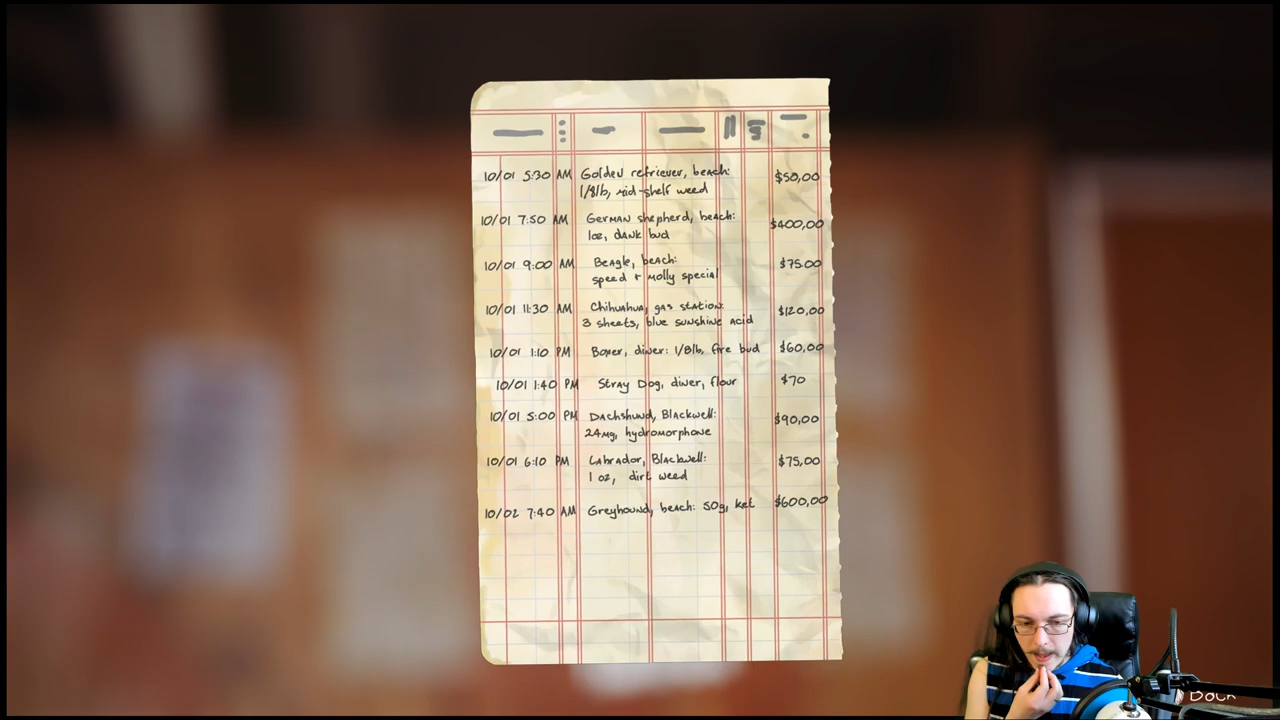 10/01 5:30 AM Golden retriever, beach: $50,00
1/8lb, mid-shelf weed
10/01 7:50 AM German shepherd, beach: $400,00
1oz, dank bud
10/01 9:00 AM Beagle, beach: $75.00
speed + molly special
10/01 11:30 AM Chihuahua, gas station: $120,00
3 sheets, blue sunshine acid
10/01 1:10 PM Boxer, diner: 1/8lb, fire bud $60,00
10/01 1:40 PM Stray Dog, diner, flour $70
10/01 5:00 PM Dachshund, Blackwell: $90,00
24mg, hydromorphone
10/01 6:10 PM Labrador, Blackwell: $75,00
1 oz, dirt weed
10/02 7:40 AM Greyhound, beach: 50g, ket $600,00
Back